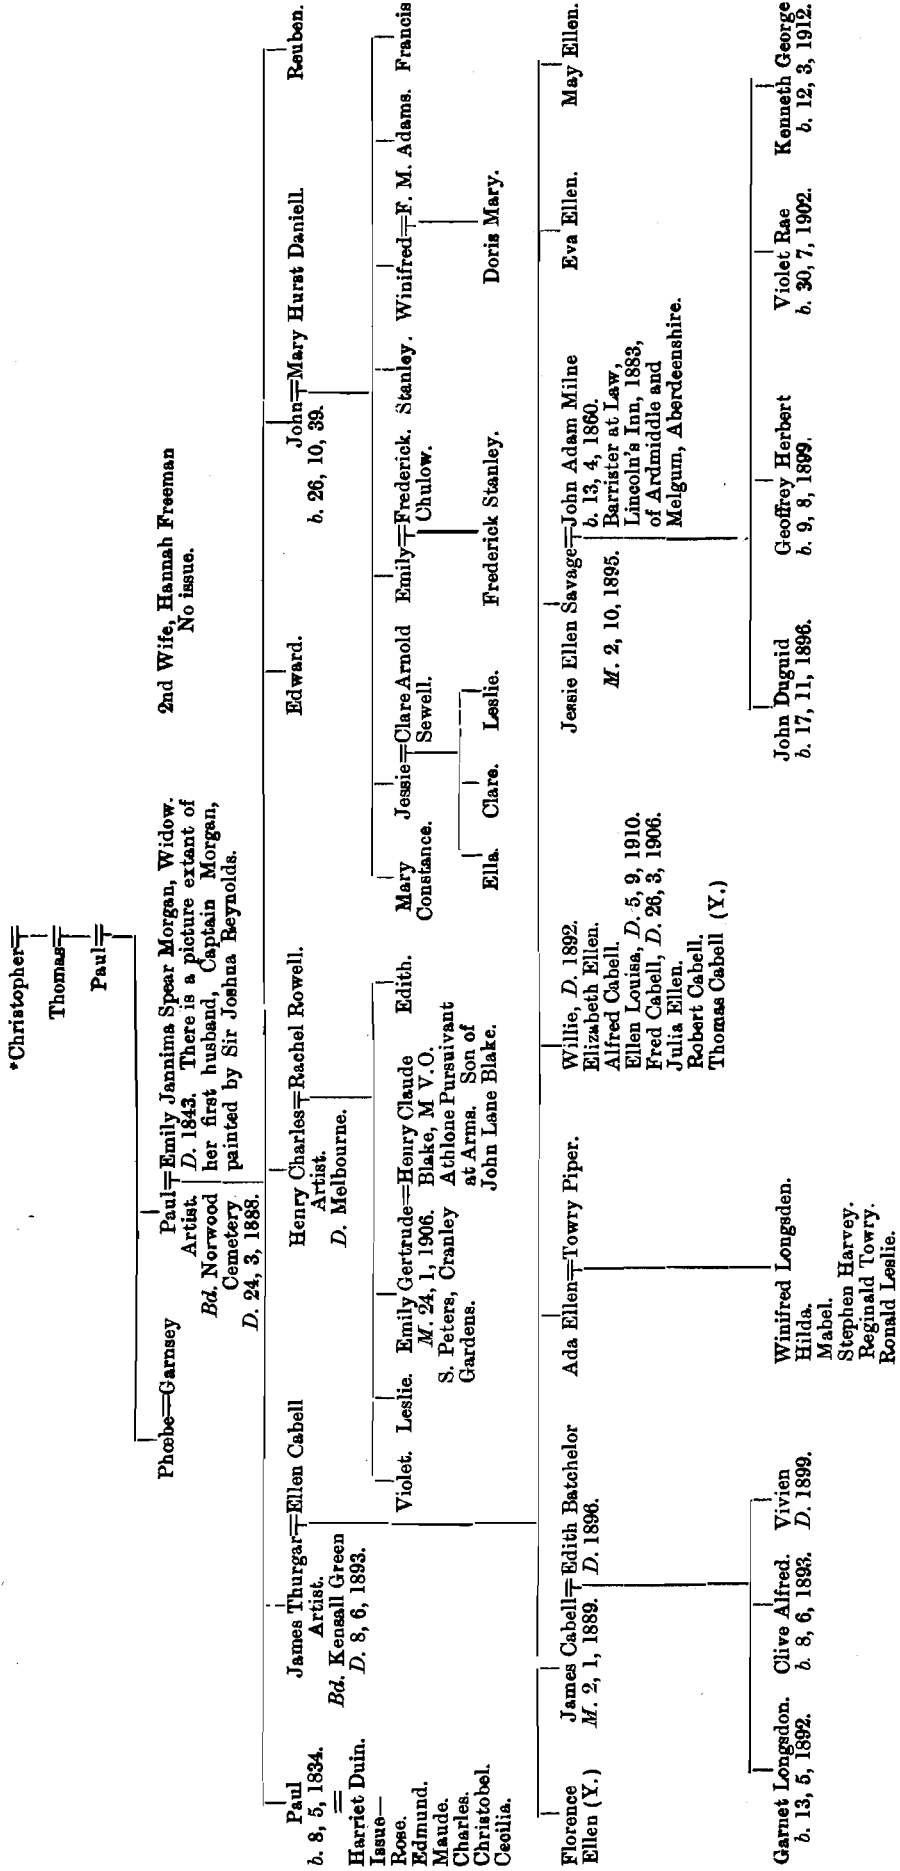 *Christopher=
Thomas=
Paul=
Phœbe=Garnsey
Paul=Emily Jannima Spear Morgan, Widow.
Artist.
D. 1843. There is a picture extant of
Bd. Norwood
her first husband, Captain Morgan,
Cemetery
painted by Sir Joshua Reynolds.
D. 24, 3, 1888.
2nd Wife, Hannah Freeman
No issue.
Paul
b. 8, 5, 1834.
=
Harriet Duin.
Issue—
Rose.
Edmund.
Maude.
Charles.
Christobel.
Cecilia.
James Thurgar=Ellen Cabell
Artist.
Bd. Kensall Green
D. 8, 6, 1893.
Henry Charles=Rachel Rowell.
Artist.
D. Melbourne.
Edward.
John=Mary Hurst Daniell.
b. 26, 10, 39.
Reuben.
Violet.
Leslie.
Emily Gertrude=Henry Claude
M. 24, 1, 1906.
Blake, M V.O.
S. Peters, Cranley
Athlone Pursuivant
Gardens.
at Arms. Son of
John Lane Blake.
Edith.
Mary
Constance.
Jessie=Clare Arnold
Sewell.
Emily=Frederick.
Chulow.
Stanley.
Winifred=F. M. Adams.
Francis
Ella.
Clare.
Leslie.
Frederick Stanley.
Doris Mary.
Florence
Ellen (Y.)
James Cabell=Edith Batchelor
M. 2, 1, 1889.
D. 1896.
Ada Ellen=Towry Piper.
Willie, D. 1892.
Elizabeth Ellen.
Alfred Cabell.
Ellen Louisa, D. 5, 9, 1910.
Fred Cabell, D. 26, 3, 1906.
Julia Ellen.
Robert Cabell.
Thomas Cabell (Y.)
Jessie Ellen Savage=John Adam Milne
M. 2, 10, 1895.
b. 13, 4, 1860.
Barrister at Law,
Lincoln's Inn, 1883,
of Ardmiddle and
Melgum, Aberdeenshire.
Eva Ellen.
May Ellen.
Garnet Longsdon.
b. 13, 5, 1892.
Clive Alfred.
b. 8, 6, 1893.
Vivien
D. 1899.
Winifred Longsden.
Hilda.
Mabel.
Stephen Harvey.
Reginald Towry.
Ronald Leslie.
John Duguid
b. 17, 11, 1896.
Geoffrey Herbert
b. 9, 8, 1899.
Violet Rae
b. 30, 7, 1902.
Kenneth George
b. 12, 3, 1912.